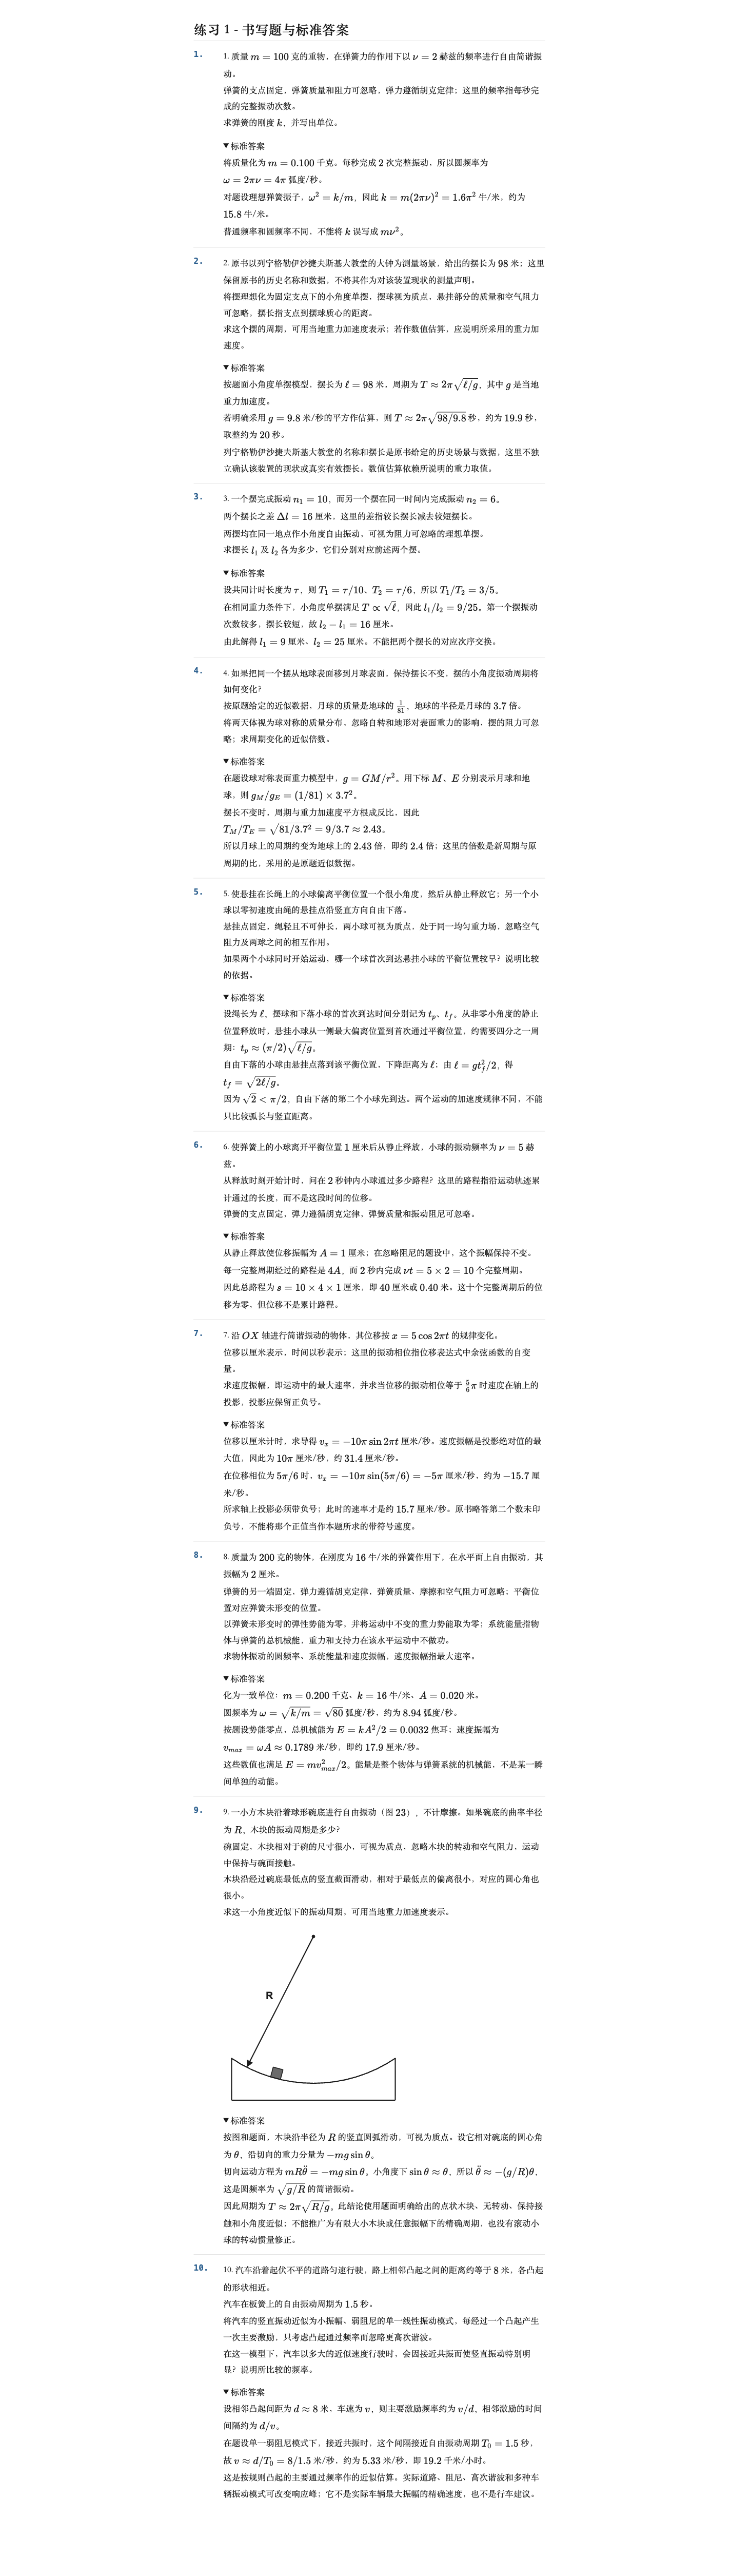 练习 1 - 书写题与标准答案
1.
1. 质量 m = 100 克的重物，在弹簧力的作用下以 ν = 2 赫兹的频率进行自由简谐振
动。
弹簧的支点固定，弹簧质量和阻力可忽略，弹力遵循胡克定律；这里的频率指每秒完
成的完整振动次数。
求弹簧的刚度 k，并写出单位。
▼标准答案
将质量化为 m = 0.100 千克。每秒完成 2 次完整振动，所以圆频率为
ω = 2πν = 4π 弧度/秒。
对题设理想弹簧振子，ω² = k/m，因此 k = m(2πν)² = 1.6π² 牛/米，约为
15.8 牛/米。
普通频率和圆频率不同，不能将 k 误写成 mν²。
2.
2. 原书以列宁格勒伊沙捷夫斯基大教堂的大钟为测量场景，给出的摆长为 98 米；这里
保留原书的历史名称和数据，不将其作为对该装置现状的测量声明。
将摆理想化为固定支点下的小角度单摆，摆球视为质点，悬挂部分的质量和空气阻力
可忽略，摆长指支点到摆球质心的距离。
求这个摆的周期，可用当地重力加速度表示；若作数值估算，应说明所采用的重力加
速度。
▼标准答案
按题面小角度单摆模型，摆长为 ℓ = 98 米，周期为 T ≈ 2π√(ℓ/g)，其中 g 是当地
重力加速度。
若明确采用 g = 9.8 米/秒的平方作估算，则 T ≈ 2π√(98/9.8) 秒，约为 19.9 秒，
取整约为 20 秒。
列宁格勒伊沙捷夫斯基大教堂的名称和摆长是原书给定的历史场景与数据，这里不独
立确认该装置的现状或真实有效摆长。数值估算依赖所说明的重力取值。
3.
3. 一个摆完成振动 n₁ = 10，而另一个摆在同一时间内完成振动 n₂ = 6。
两个摆长之差 Δl = 16 厘米，这里的差指较长摆长减去较短摆长。
两摆均在同一地点作小角度自由振动，可视为阻力可忽略的理想单摆。
求摆长 l₁ 及 l₂ 各为多少，它们分别对应前述两个摆。
▼标准答案
设共同计时长度为 τ，则 T₁ = τ/10、T₂ = τ/6，所以 T₁/T₂ = 3/5。
在相同重力条件下，小角度单摆满足 T ∝ √ℓ，因此 l₁/l₂ = 9/25。第一个摆振动
次数较多，摆长较短，故 l₂ − l₁ = 16 厘米。
由此解得 l₁ = 9 厘米、l₂ = 25 厘米。不能把两个摆长的对应次序交换。
4.
4. 如果把同一个摆从地球表面移到月球表面，保持摆长不变，摆的小角度振动周期将
如何变化？
按原题给定的近似数据，月球的质量是地球的 1/81，地球的半径是月球的 3.7 倍。
将两天体视为球对称的质量分布，忽略自转和地形对表面重力的影响，摆的阻力可忽
略；求周期变化的近似倍数。
▼标准答案
在题设球对称表面重力模型中，g = GM/r²。用下标 M、E 分别表示月球和地
球，则 g_M/g_E = (1/81) × 3.7²。
摆长不变时，周期与重力加速度平方根成反比，因此
T_M/T_E = √(81/3.7²) = 9/3.7 ≈ 2.43。
所以月球上的周期约变为地球上的 2.43 倍，即约 2.4 倍；这里的倍数是新周期与原
周期的比，采用的是原题近似数据。
5.
5. 使悬挂在长绳上的小球偏离平衡位置一个很小角度，然后从静止释放它；另一个小
球以零初速度由绳的悬挂点沿竖直方向自由下落。
悬挂点固定，绳轻且不可伸长，两小球可视为质点，处于同一均匀重力场，忽略空气
阻力及两球之间的相互作用。
如果两个小球同时开始运动，哪一个球首次到达悬挂小球的平衡位置较早？说明比较
的依据。
▼标准答案
设绳长为 ℓ，摆球和下落小球的首次到达时间分别记为 t_p、t_f。从非零小角度的静止
位置释放时，悬挂小球从一侧最大偏离位置到首次通过平衡位置，约需要四分之一周
期：t_p ≈ (π/2)√(ℓ/g)。
自由下落的小球由悬挂点落到该平衡位置，下降距离为 ℓ；由 ℓ = gt_f²/2，得
t_f = √(2ℓ/g)。
因为 √2 < π/2，自由下落的第二个小球先到达。两个运动的加速度规律不同，不能
只比较弧长与竖直距离。
6.
6. 使弹簧上的小球离开平衡位置 1 厘米后从静止释放，小球的振动频率为 ν = 5 赫
兹。
从释放时刻开始计时，问在 2 秒钟内小球通过多少路程？这里的路程指沿运动轨迹累
计通过的长度，而不是这段时间的位移。
弹簧的支点固定，弹力遵循胡克定律，弹簧质量和振动阻尼可忽略。
▼标准答案
从静止释放使位移振幅为 A = 1 厘米；在忽略阻尼的题设中，这个振幅保持不变。
每一完整周期经过的路程是 4A，而 2 秒内完成 νt = 5 × 2 = 10 个完整周期。
因此总路程为 s = 10 × 4 × 1 厘米，即 40 厘米或 0.40 米。这十个完整周期后的位
移为零，但位移不是累计路程。
7.
7. 沿 OX 轴进行简谐振动的物体，其位移按 x = 5 cos 2πt 的规律变化。
位移以厘米表示，时间以秒表示；这里的振动相位指位移表达式中余弦函数的自变
量。
求速度振幅，即运动中的最大速率，并求当位移的振动相位等于 5/6 π 时速度在轴上的
投影，投影应保留正负号。
▼标准答案
位移以厘米计时，求导得 vₓ = −10π sin 2πt 厘米/秒。速度振幅是投影绝对值的最
大值，因此为 10π 厘米/秒，约 31.4 厘米/秒。
在位移相位为 5π/6 时，vₓ = −10π sin(5π/6) = −5π 厘米/秒，约为 −15.7 厘
米/秒。
所求轴上投影必须带负号；此时的速率才是约 15.7 厘米/秒。原书略答第二个数未印
负号，不能将那个正值当作本题所求的带符号速度。
8.
8. 质量为 200 克的物体，在刚度为 16 牛/米的弹簧作用下，在水平面上自由振动，其
振幅为 2 厘米。
弹簧的另一端固定，弹力遵循胡克定律，弹簧质量、摩擦和空气阻力可忽略；平衡位
置对应弹簧未形变的位置。
以弹簧未形变时的弹性势能为零，并将运动中不变的重力势能取为零；系统能量指物
体与弹簧的总机械能，重力和支持力在该水平运动中不做功。
求物体振动的圆频率、系统能量和速度振幅，速度振幅指最大速率。
▼标准答案
化为一致单位：m = 0.200 千克、k = 16 牛/米、A = 0.020 米。
圆频率为 ω = √(k/m) = √80 弧度/秒，约为 8.94 弧度/秒。
按题设势能零点，总机械能为 E = kA²/2 = 0.0032 焦耳；速度振幅为
v_max = ωA ≈ 0.1789 米/秒，即约 17.9 厘米/秒。
这些数值也满足 E = mv²_max/2。能量是整个物体与弹簧系统的机械能，不是某一瞬
间单独的动能。
9.
9. 一小方木块沿着球形碗底进行自由振动（图 23），不计摩擦。如果碗底的曲率半径
为 R，木块的振动周期是多少？
碗固定，木块相对于碗的尺寸很小，可视为质点，忽略木块的转动和空气阻力，运动
中保持与碗面接触。
木块沿经过碗底最低点的竖直截面滑动，相对于最低点的偏离很小，对应的圆心角也
很小。
求这一小角度近似下的振动周期，可用当地重力加速度表示。
R
▼标准答案
按图和题面，木块沿半径为 R 的竖直圆弧滑动，可视为质点。设它相对碗底的圆心角
为 θ，沿切向的重力分量为 −mg sin θ。
切向运动方程为 mRθ̈ = −mg sin θ。小角度下 sin θ ≈ θ，所以 θ̈ ≈ −(g/R)θ，
这是圆频率为 √(g/R) 的简谐振动。
因此周期为 T ≈ 2π√(R/g)。此结论使用题面明确给出的点状木块、无转动、保持接
触和小角度近似；不能推广为有限大小木块或任意振幅下的精确周期，也没有滚动小
球的转动惯量修正。
10.
10. 汽车沿着起伏不平的道路匀速行驶，路上相邻凸起之间的距离约等于 8 米，各凸起
的形状相近。
汽车在板簧上的自由振动周期为 1.5 秒。
将汽车的竖直振动近似为小振幅、弱阻尼的单一线性振动模式，每经过一个凸起产生
一次主要激励，只考虑凸起通过频率而忽略更高次谐波。
在这一模型下，汽车以多大的近似速度行驶时，会因接近共振而使竖直振动特别明
显？说明所比较的频率。
▼标准答案
设相邻凸起间距为 d ≈ 8 米，车速为 v，则主要激励频率约为 v/d，相邻激励的时间
间隔约为 d/v。
在题设单一弱阻尼模式下，接近共振时，这个间隔接近自由振动周期 T₀ = 1.5 秒，
故 v ≈ d/T₀ = 8/1.5 米/秒，约为 5.33 米/秒，即 19.2 千米/小时。
这是按规则凸起的主要通过频率作的近似估算。实际道路、阻尼、高次谐波和多种车
辆振动模式可改变响应峰；它不是实际车辆最大振幅的精确速度，也不是行车建议。